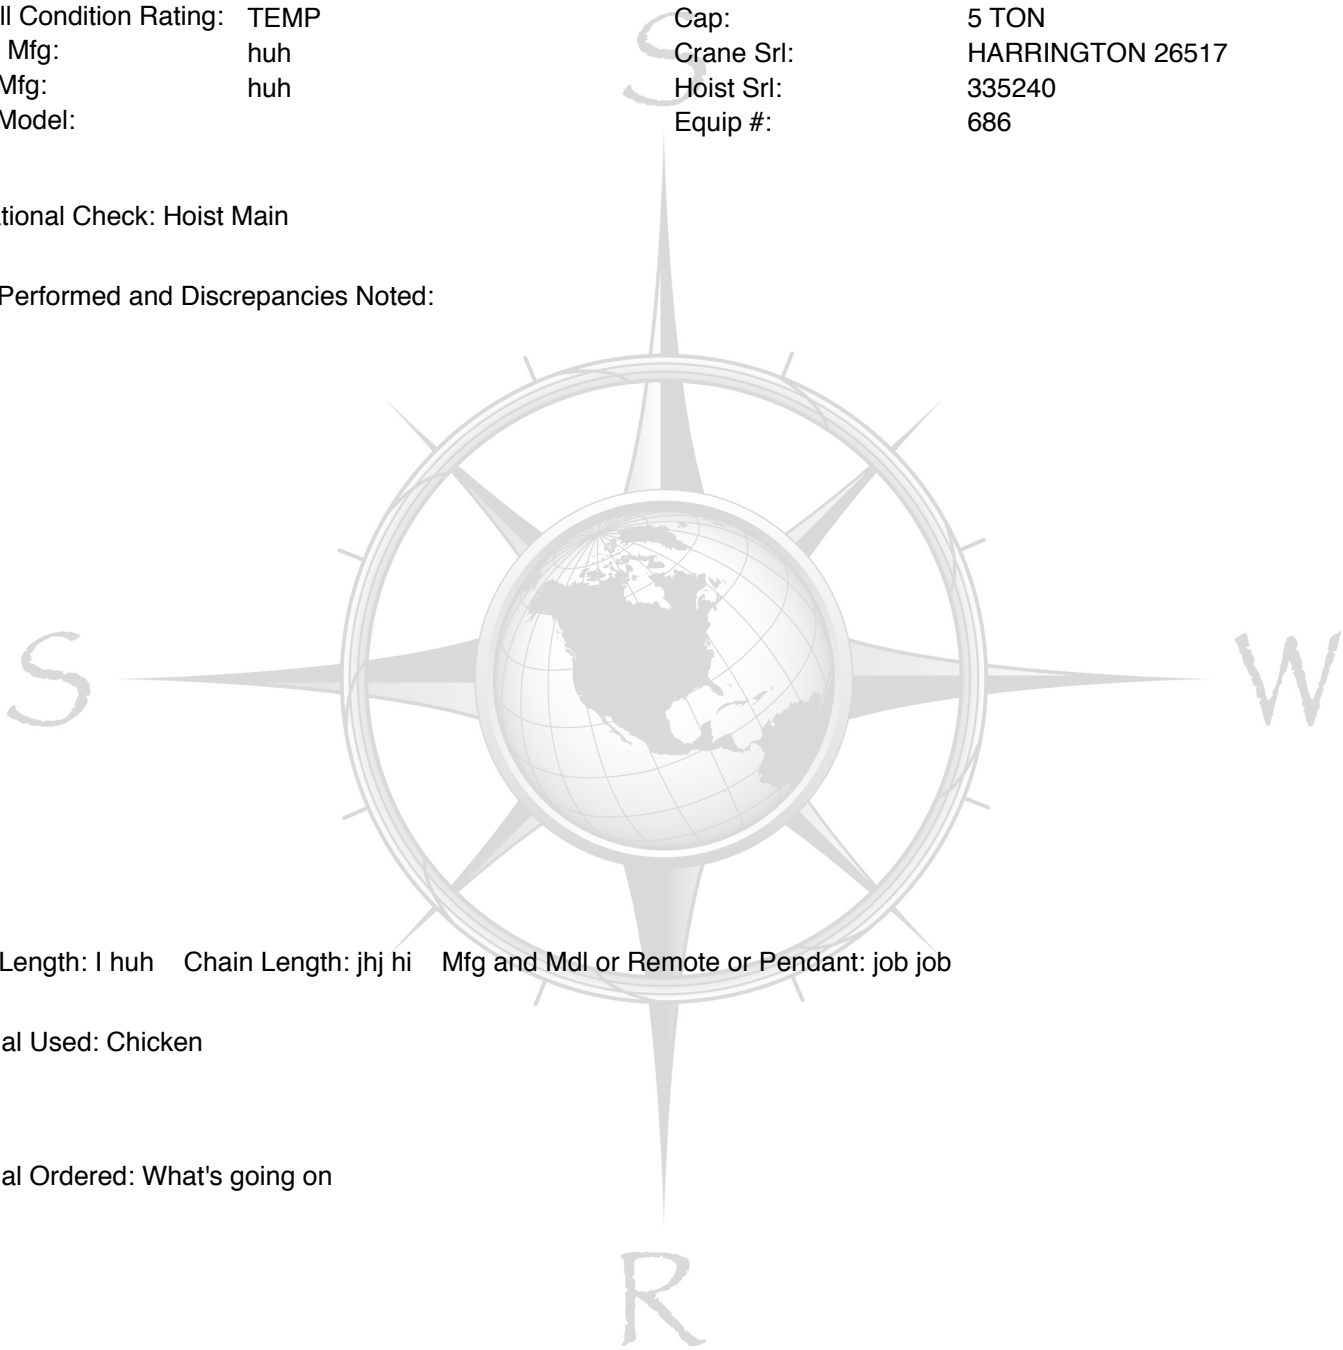 ll Condition Rating: TEMP Cap: 5 TON
Mfg: huh Crane Srl: HARRINGTON 26517
Mfg: huh Hoist Srl: 335240
Model: Equip #: 686
tional Check: Hoist Main
Performed and Discrepancies Noted:
Length: I huh Chain Length: jhj hi Mfg and Mdl or Remote or Pendant: job job
al Used: Chicken
al Ordered: What's going on
S
S
W
R